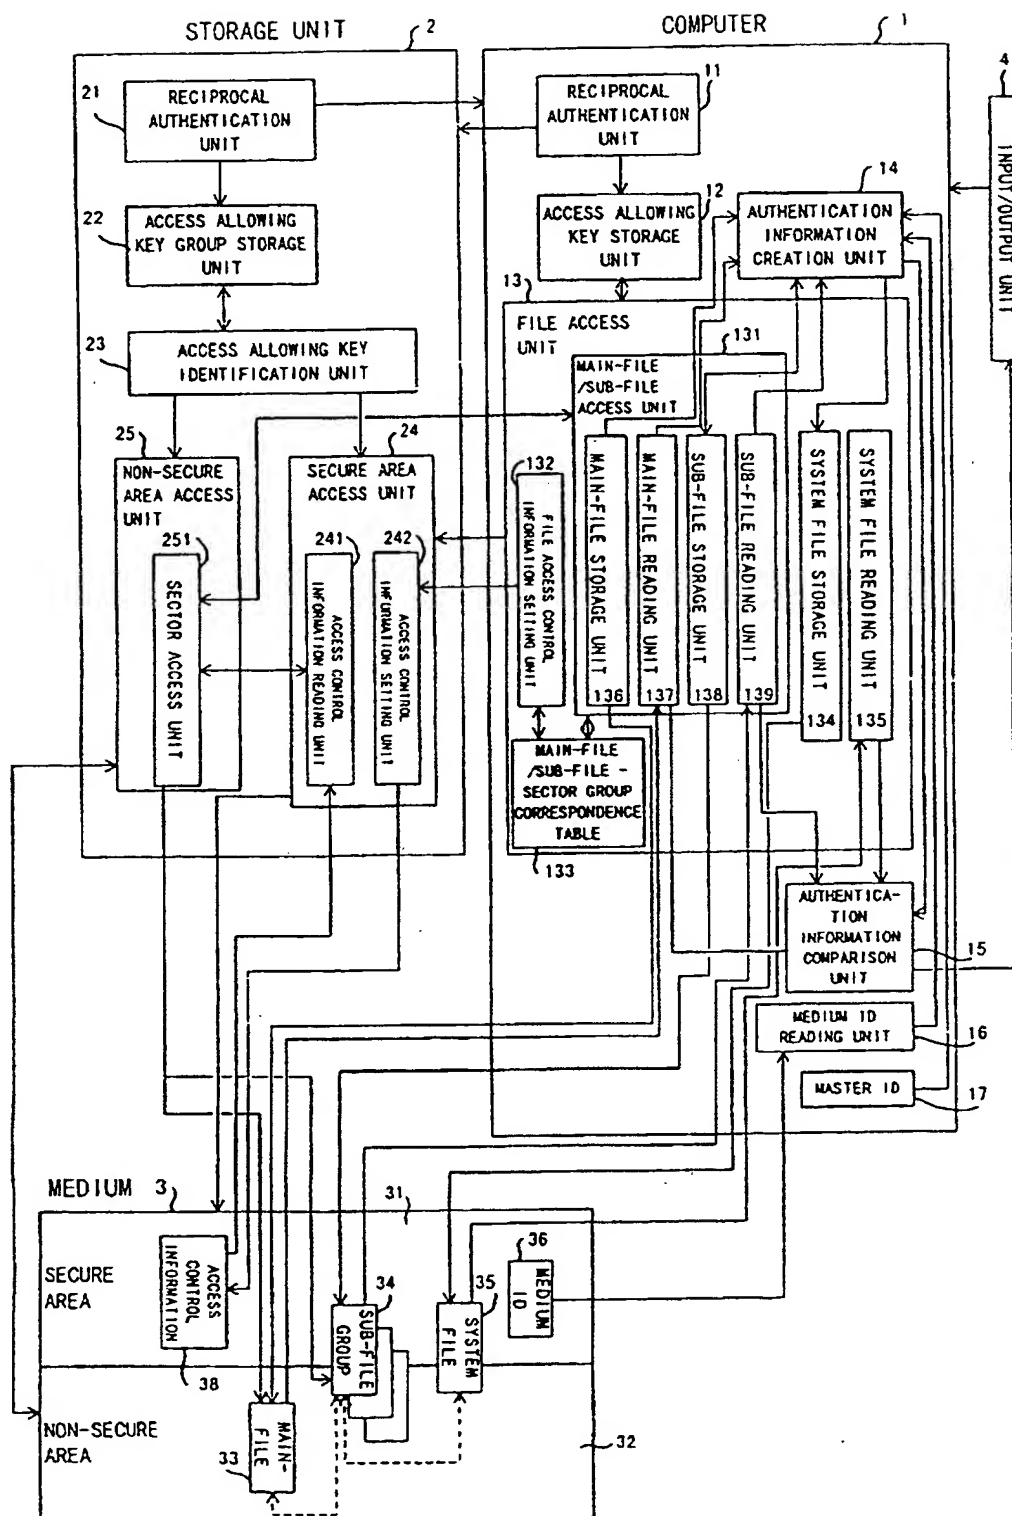 STORAGE UNIT
2
COMPUTER
1
4
INPUT/OUTPUT UNIT
21
RECIPROCAL
AUTHENTICATION
UNIT
11
RECIPROCAL
AUTHENTICATION
UNIT
22
ACCESS ALLOWING
KEY GROUP STORAGE
UNIT
12
ACCESS ALLOWING
KEY STORAGE
UNIT
14
AUTHENTICATION
INFORMATION
CREATION UNIT
23
ACCESS ALLOWING KEY
IDENTIFICATION UNIT
13
FILE ACCESS
UNIT
131
MAIN-FILE
/SUB-FILE
ACCESS UNIT
25
NON-SECURE
AREA ACCESS
UNIT
251
SECTOR ACCESS UNIT
24
SECURE AREA
ACCESS UNIT
241
ACCESS CONTROL
INFORMATION READING UNIT
242
ACCESS CONTROL
INFORMATION SETTING UNIT
132
FILE ACCESS CONTROL
INFORMATION SETTING UNIT
MAIN-FILE STORAGE UNIT
136
MAIN-FILE READING UNIT
137
SUB-FILE STORAGE UNIT
138
SUB-FILE READING UNIT
139
SYSTEM FILE STORAGE UNIT
134
SYSTEM FILE READING UNIT
135
MAIN-FILE
/SUB-FILE -
SECTOR GROUP
CORRESPONDENCE
TABLE
133
AUTHENTICA-
TION
INFORMATION
COMPARISON
UNIT
15
MEDIUM ID
READING UNIT
16
MASTER ID
17
MEDIUM 3
31
SECURE
AREA
ACCESS
CONTROL
INFORMATION
38
34
SUB-FILE
GROUP
35
SYSTEM
FILE
36
MEDIUM
ID
NON-SECURE
AREA
33
MAIN-
FILE
32